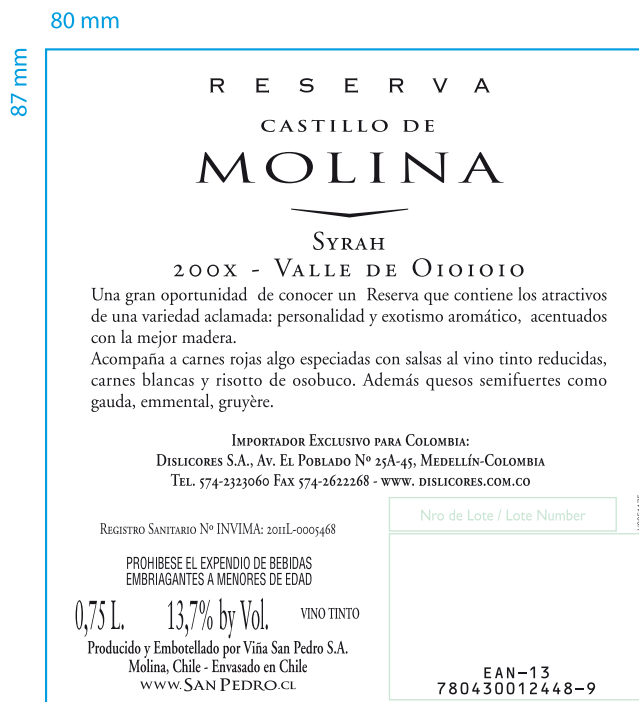 80 mm
87 mm
RESERVA
CASTILLO DE
MOLINA
SYRAH
200X - VALLE DE OIOIOIO
Una gran oportunidad de conocer un Reserva que contiene los atractivos
de una variedad aclamada: personalidad y exotismo aromático, acentuados
con la mejor madera.
Acompaña a carnes rojas algo especiadas con salsas al vino tinto reducidas,
carnes blancas y risotto de osobuco. Además quesos semifuertes como
gauda, emmental, gruyère.
IMPORTADOR EXCLUSIVO PARA COLOMBIA:
DISLICORES S.A., AV. EL POBLADO Nº 25A-45, MEDELLÍN-COLOMBIA
TEL. 574-2323060 FAX 574-2622268 - WWW. DISLICORES.COM.CO
Nro de Lote / Lote Number
REGISTRO SANITARIO Nº INVIMA: 2011L-0005468
PROHIBESE EL EXPENDIO DE BEBIDAS
EMBRIAGANTES A MENORES DE EDAD
0,75 L. 13,7% by Vol. VINO TINTO
Producido y Embotellado por Viña San Pedro S.A.
Molina, Chile - Envasado en Chile
WWW.SANPEDRO.CL
EAN-13
780430012448-9